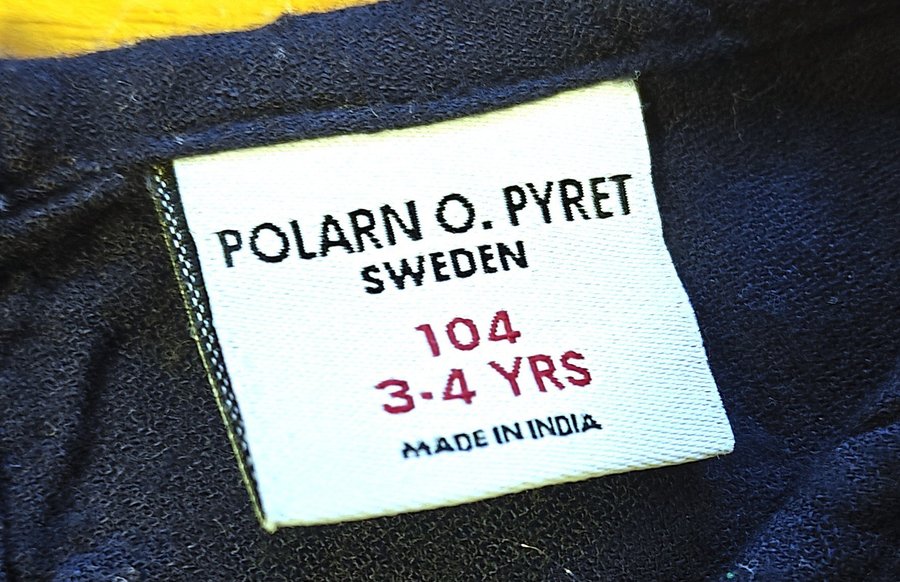 POLARN O. PYRET
SWEDEN
104
3-4 YRS
MADE IN INDIA